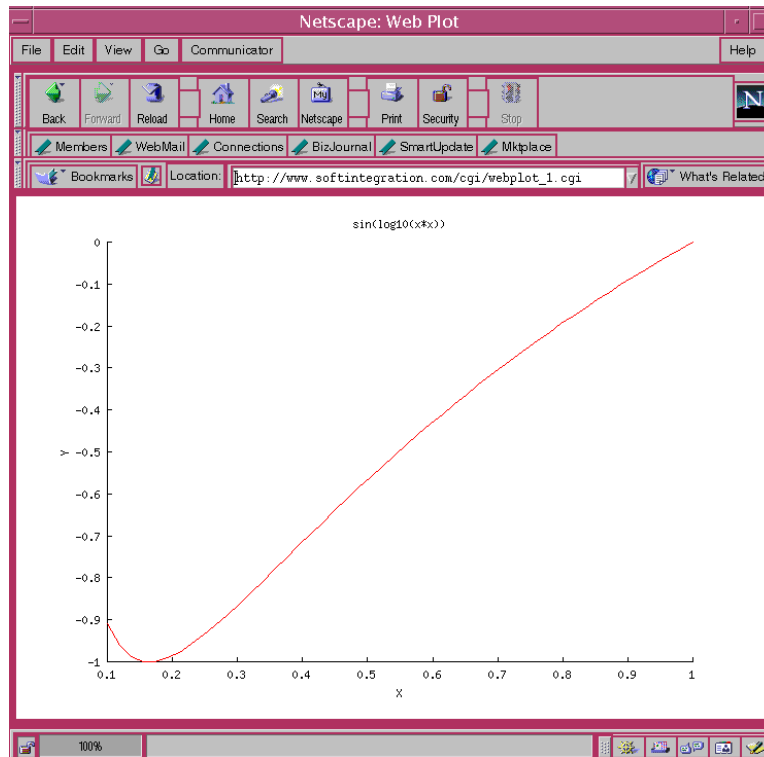 Netscape: Web Plot
File Edit View Go Communicator Help
Back Forward Reload Home Search Netscape Print Security Stop
My
N
Members WebMail Connections BizJournal SmartUpdate Mktplace
Bookmarks Location: http://www.softintegration.com/cgi/webplot_1.cgi What's Related
sin(log10(x*x))
0
-0.1
-0.2
-0.3
-0.4
Y -0.5
-0.6
-0.7
-0.8
-0.9
-1
0.1 0.2 0.3 0.4 0.5 0.6 0.7 0.8 0.9 1
X
100%